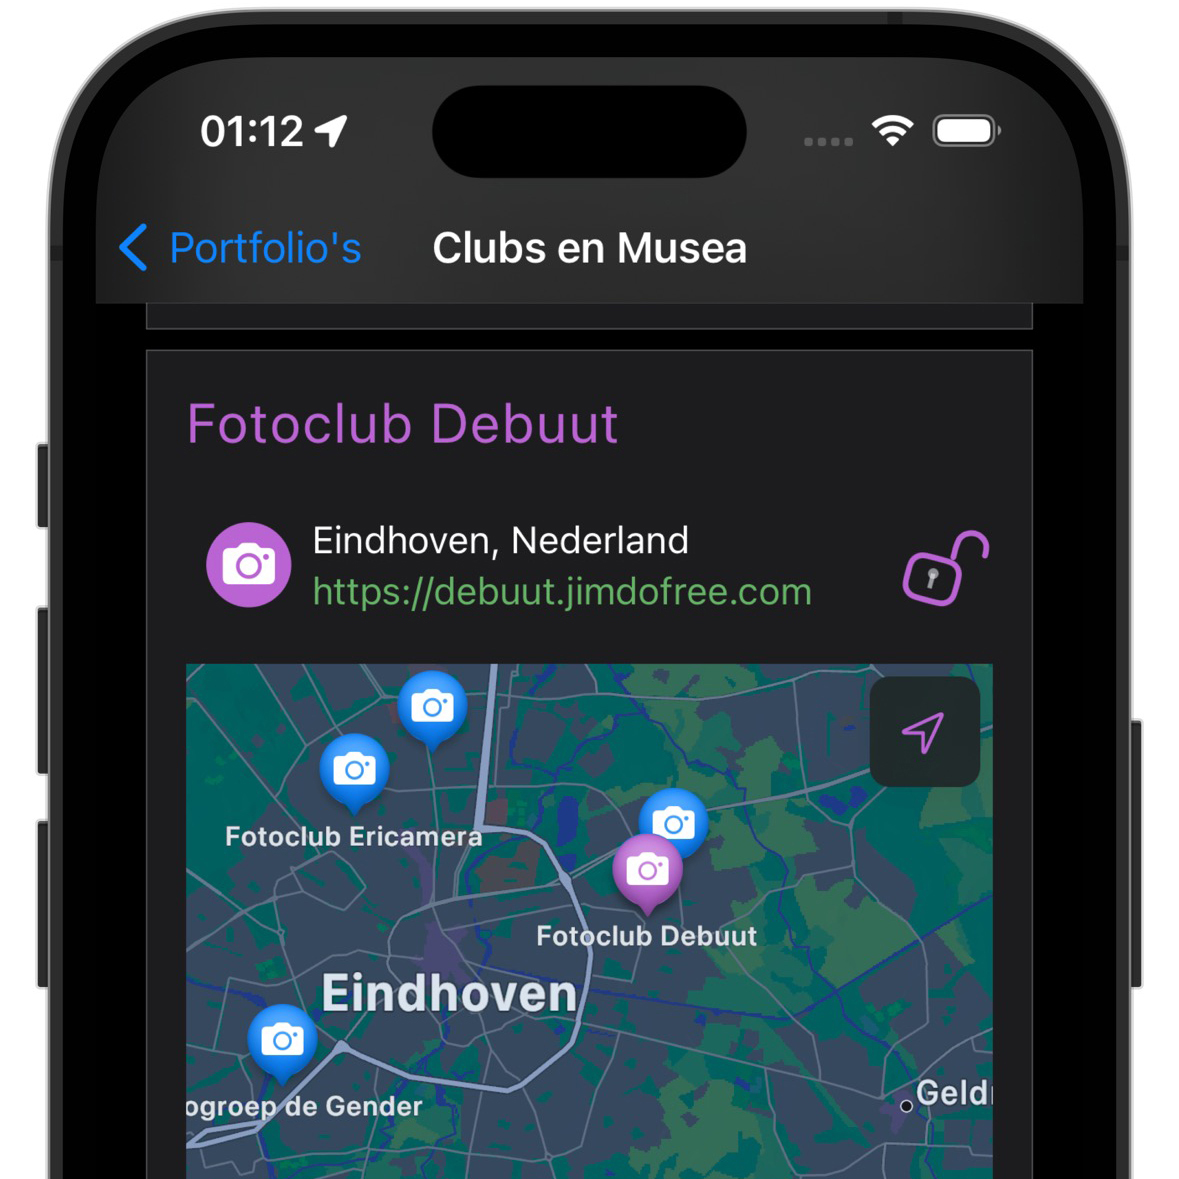 01:12
Portfolio's
Clubs en Musea
Fotoclub Debuut
Eindhoven, Nederland
https://debuut.jimdofree.com
Fotoclub Ericamera
Fotoclub Debuut
Eindhoven
ogroep de Gender
Geld